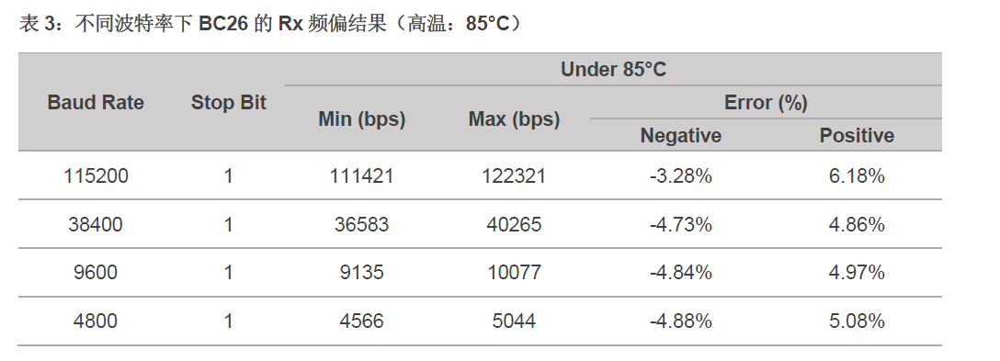 表 3：不同波特率下 BC26 的 Rx 频偏结果（高温：85°C）
Under 85°C
Baud Rate Stop Bit Min (bps) Max (bps) Error (%)
Negative Positive
115200 1 111421 122321 -3.28% 6.18%
38400 1 36583 40265 -4.73% 4.86%
9600 1 9135 10077 -4.84% 4.97%
4800 1 4566 5044 -4.88% 5.08%